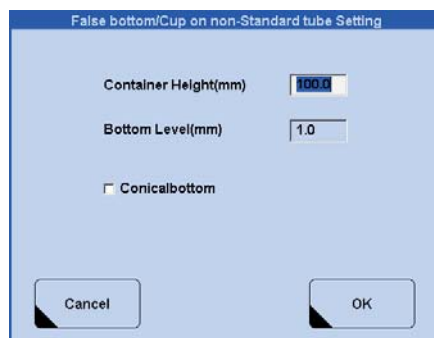 False bottom/Cup on non-Standard tube Setting
Container Height(mm) 100.0
Bottom Level(mm) 1.0
Conicalbottom
Cancel OK